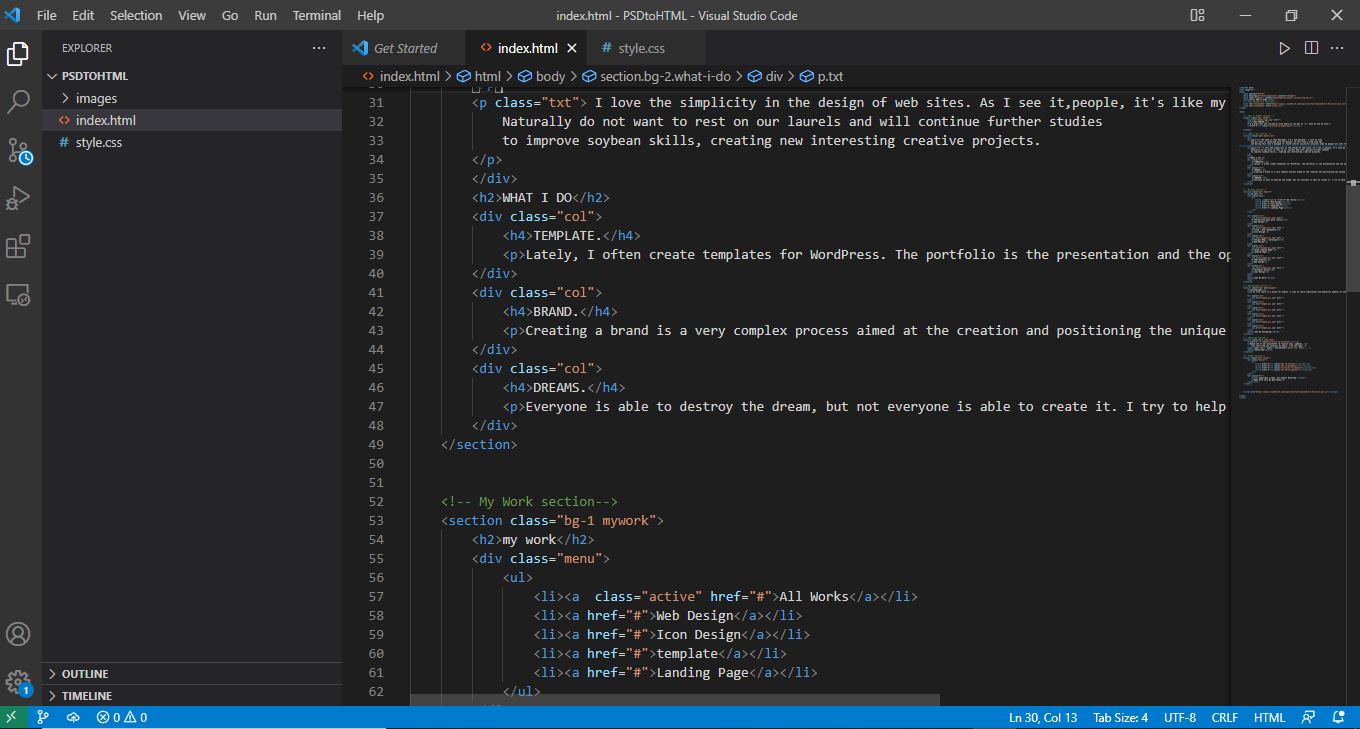 File Edit Selection View Go Run Terminal Help index.html - PSDtoHTML - Visual Studio Code
EXPLORER ···
Get Started index.html style.css
PSDTOHTML
images
index.html
style.css
index.html > html > body > section.bg-2.what-i-do > div > p.txt
31 <p class="txt"> I love the simplicity in the design of web sites. As I see it,people, it's like my
32 Naturally do not want to rest on our laurels and will continue further studies
33 to improve soybean skills, creating new interesting creative projects.
34 </p>
35 </div>
36 <h2>WHAT I DO</h2>
37 <div class="col">
38 <h4>TEMPLATE.</h4>
39 <p>Lately, I often create templates for WordPress. The portfolio is the presentation and the op
40 </div>
41 <div class="col">
42 <h4>BRAND.</h4>
43 <p>Creating a brand is a very complex process aimed at the creation and positioning the unique
44 </div>
45 <div class="col">
46 <h4>DREAMS.</h4>
47 <p>Everyone is able to destroy the dream, but not everyone is able to create it. I try to help
48 </div>
49 </section>
50
51
52 <!-- My Work section-->
53 <section class="bg-1 mywork">
54 <h2>my work</h2>
55 <div class="menu">
56 <ul>
57 <li><a  class="active" href="#">All Works</a></li>
58 <li><a href="#">Web Design</a></li>
59 <li><a href="#">Icon Design</a></li>
60 <li><a href="#">template</a></li>
61 <li><a href="#">Landing Page</a></li>
62 </ul>
OUTLINE
TIMELINE
1
0 0 Ln 30, Col 13 Tab Size: 4 UTF-8 CRLF HTML